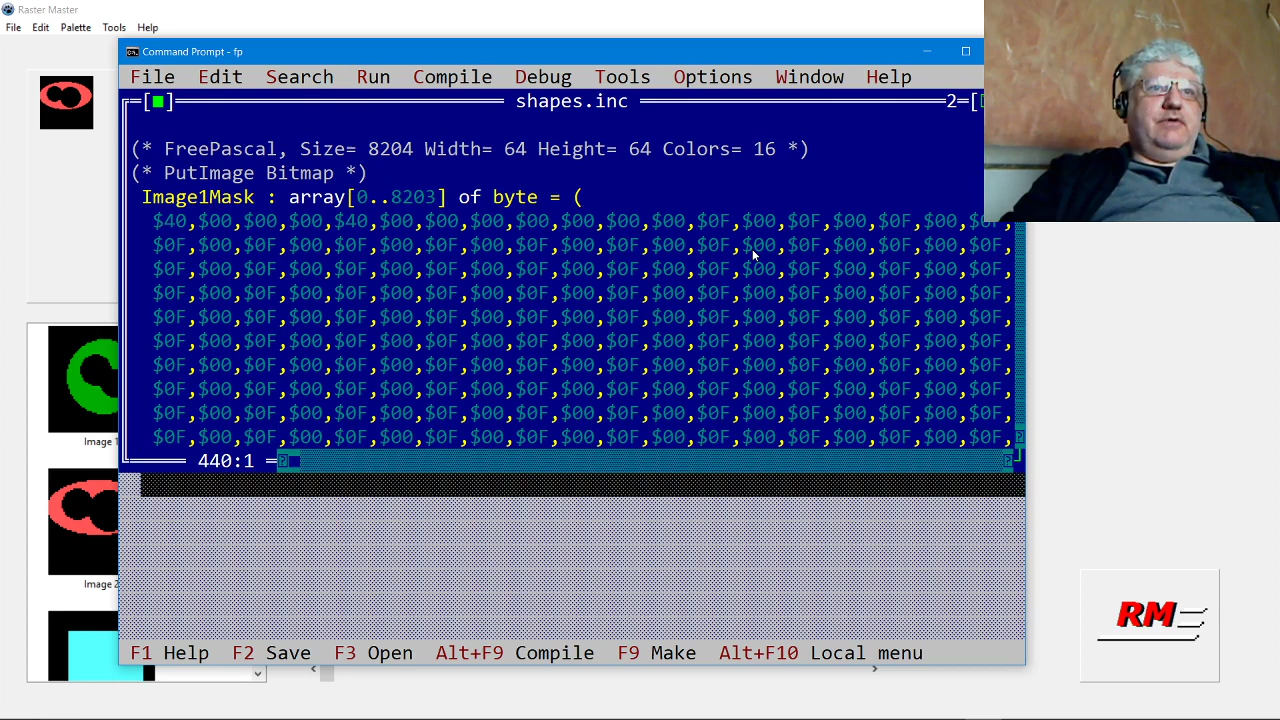 Raster Master
File Edit Palette Tools Help
Command Prompt - fp
File Edit Search Run Compile Debug Tools Options Window Help
shapes.inc 2
(* FreePascal, Size= 8204 Width= 64 Height= 64 Colors= 16 *)
(* PutImage Bitmap *)
Image1Mask : array[0..8203] of byte = (
$40,$00,$00,$00,$40,$00,$00,$00,$00,$00,$00,$00,$0F,$00,$0F,$00,$0F,$00,$0F,
$0F,$00,$0F,$00,$0F,$00,$0F,$00,$0F,$00,$0F,$00,$0F,$00,$0F,$00,$0F,$00,$0F,
$0F,$00,$0F,$00,$0F,$00,$0F,$00,$0F,$00,$0F,$00,$0F,$00,$0F,$00,$0F,$00,$0F,
$0F,$00,$0F,$00,$0F,$00,$0F,$00,$0F,$00,$0F,$00,$0F,$00,$0F,$00,$0F,$00,$0F,
$0F,$00,$0F,$00,$0F,$00,$0F,$00,$0F,$00,$0F,$00,$0F,$00,$0F,$00,$0F,$00,$0F,
$0F,$00,$0F,$00,$0F,$00,$0F,$00,$0F,$00,$0F,$00,$0F,$00,$0F,$00,$0F,$00,$0F,
$0F,$00,$0F,$00,$0F,$00,$0F,$00,$0F,$00,$0F,$00,$0F,$00,$0F,$00,$0F,$00,$0F,
$0F,$00,$0F,$00,$0F,$00,$0F,$00,$0F,$00,$0F,$00,$0F,$00,$0F,$00,$0F,$00,$0F,
$0F,$00,$0F,$00,$0F,$00,$0F,$00,$0F,$00,$0F,$00,$0F,$00,$0F,$00,$0F,$00,$0F,
$0F,$00,$0F,$00,$0F,$00,$0F,$00,$0F,$00,$0F,$00,$0F,$00,$0F,$00,$0F,$00,$0F,
440:1
Image 1
Image 2
RM
F1 Help F2 Save F3 Open Alt+F9 Compile F9 Make Alt+F10 Local menu